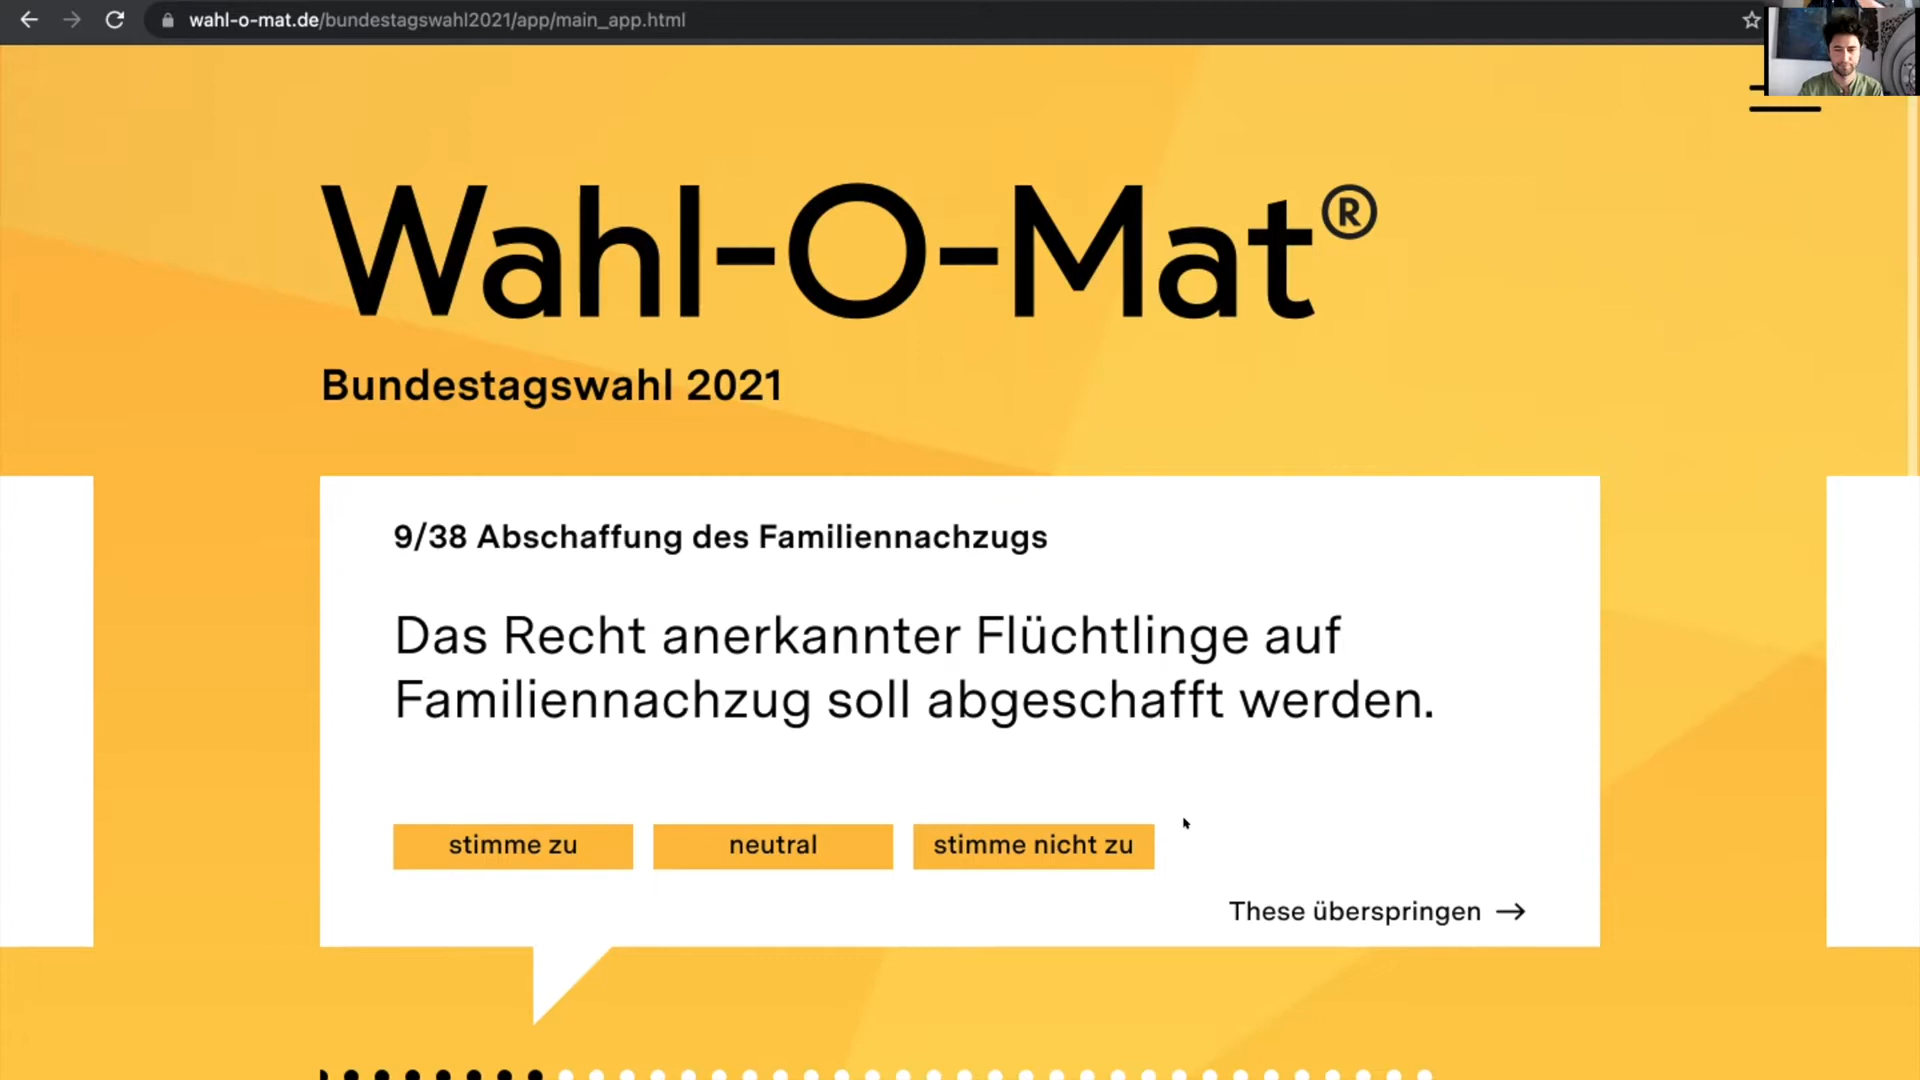 wahl-o-mat.de/bundestagswahl2021/app/main_app.html
Wahl-O-Mat®
Bundestagswahl 2021
9/38 Abschaffung des Familiennachzugs
Das Recht anerkannter Flüchtlinge auf
Familiennachzug soll abgeschafft werden.
stimme zu
neutral
stimme nicht zu
These überspringen →